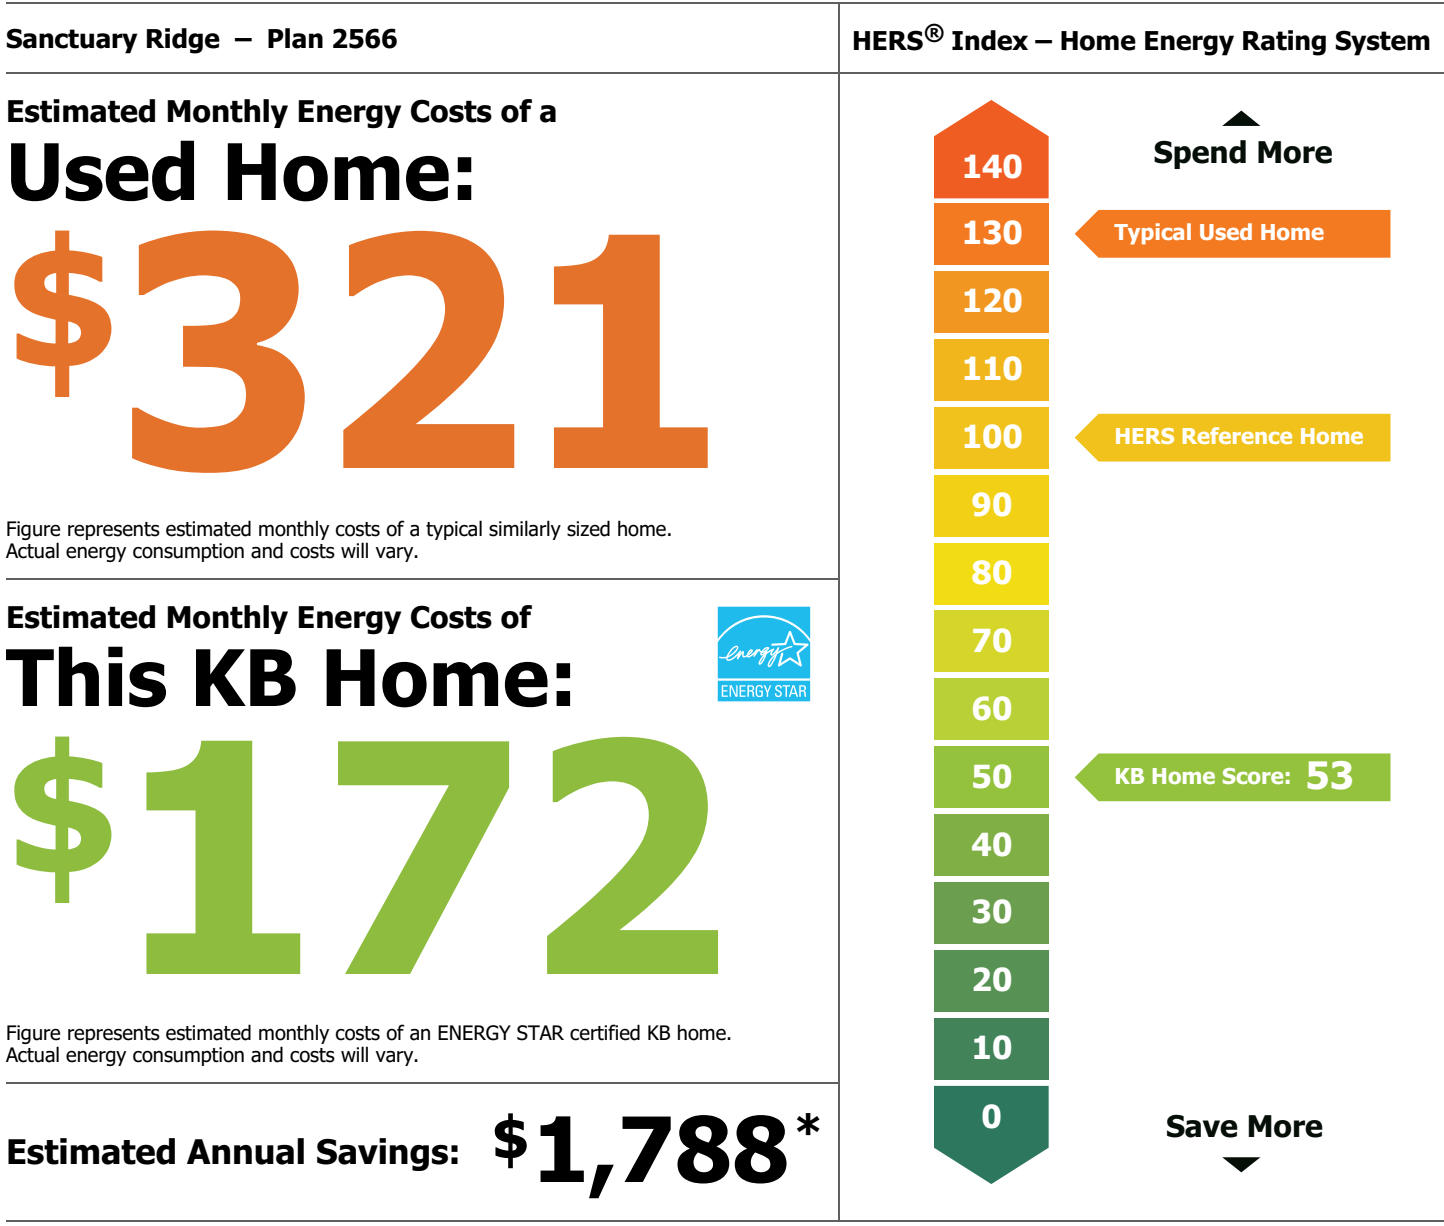 Sanctuary Ridge – Plan 2566
Estimated Monthly Energy Costs of a
Used Home:
$321
Figure represents estimated monthly costs of a typical similarly sized home.
Actual energy consumption and costs will vary.
Estimated Monthly Energy Costs of
This KB Home:
energy
ENERGY STAR
$172
Figure represents estimated monthly costs of an ENERGY STAR certified KB home.
Actual energy consumption and costs will vary.
Estimated Annual Savings: $1,788*
HERS® Index – Home Energy Rating System
Spend More
140
130 Typical Used Home
120
110
100 HERS Reference Home
90
80
70
60
50 KB Home Score: 53
40
30
20
10
0
Save More